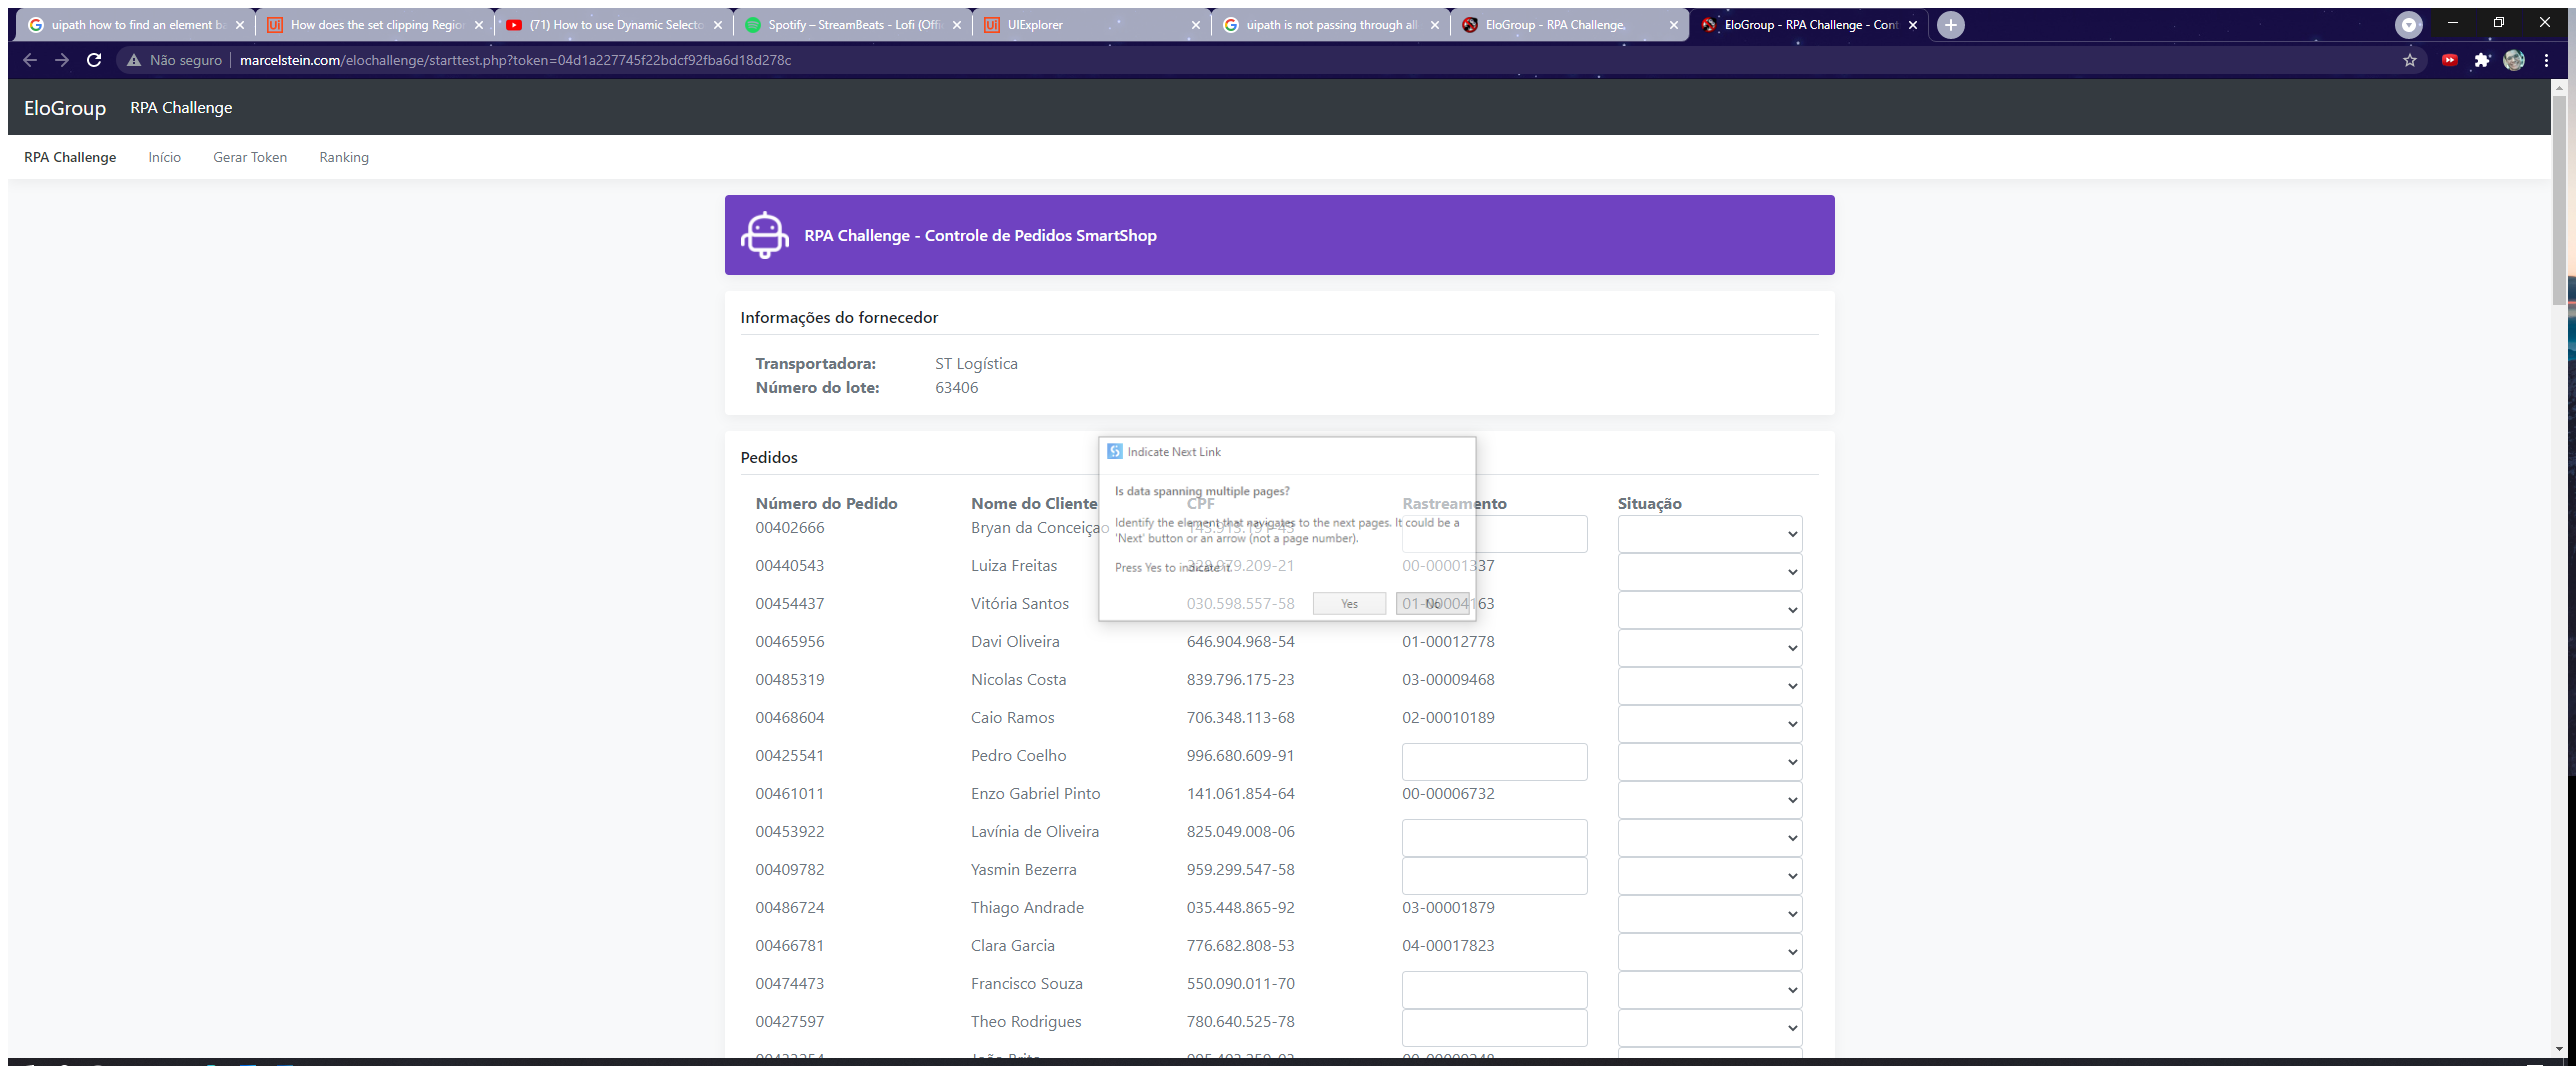 uipath how to find an element ba
How does the set clipping Regio
(71) How to use Dynamic Selecto
Spotify – StreamBeats - Lofi (Offi
UIExplorer
uipath is not passing through all
EloGroup - RPA Challenge
EloGroup - RPA Challenge - Cont
Não seguro | marcelstein.com/elochallenge/starttest.php?token=04d1a227745f22bdcf92fba6d18d278c
EloGroup RPA Challenge
RPA Challenge Início Gerar Token Ranking
RPA Challenge - Controle de Pedidos SmartShop
Informações do fornecedor
Transportadora: ST Logística
Número do lote: 63406
Pedidos
Indicate Next Link
Is data spanning multiple pages?
Identify the element that navigates to the next pages. It could be a
'Next' button or an arrow (not a page number).
Press Yes to indicate it.
Yes No
Número do Pedido Nome do Cliente CPF Rastreamento Situação
00402666 Bryan da Conceiçao
00440543 Luiza Freitas 979.209-21 00-00001337
00454437 Vitória Santos 030.598.557-58 01-00004163
00465956 Davi Oliveira 646.904.968-54 01-00012778
00485319 Nicolas Costa 839.796.175-23 03-00009468
00468604 Caio Ramos 706.348.113-68 02-00010189
00425541 Pedro Coelho 996.680.609-91
00461011 Enzo Gabriel Pinto 141.061.854-64 00-00006732
00453922 Lavínia de Oliveira 825.049.008-06
00409782 Yasmin Bezerra 959.299.547-58
00486724 Thiago Andrade 035.448.865-92 03-00001879
00466781 Clara Garcia 776.682.808-53 04-00017823
00474473 Francisco Souza 550.090.011-70
00427597 Theo Rodrigues 780.640.525-78